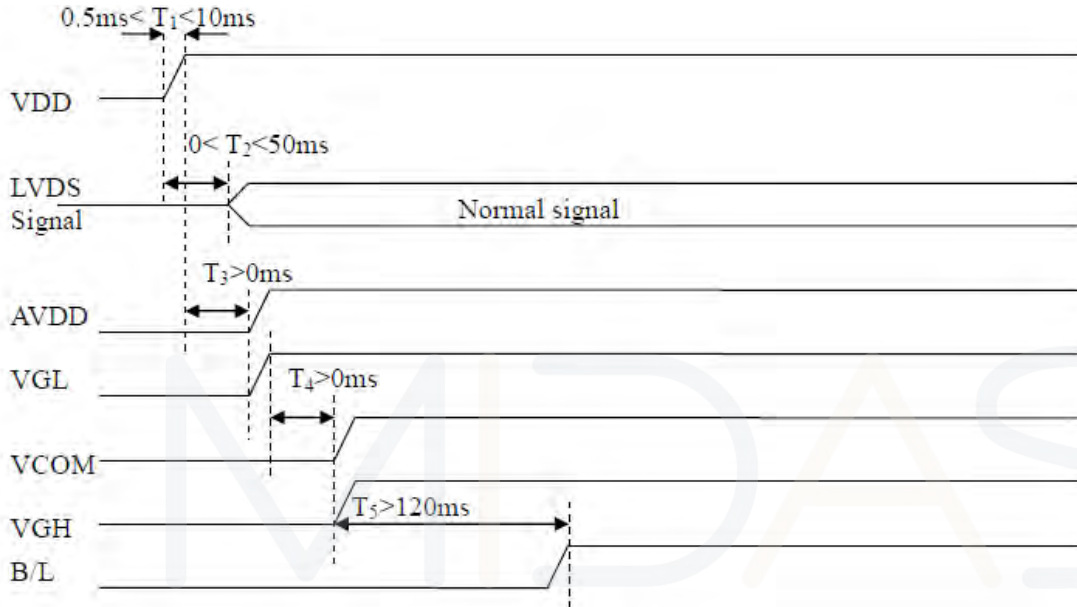 0.5ms< T₁<10ms
VDD
0< T₂<50ms
LVDS
Signal
Normal signal
T₃>0ms
AVDD
VGL
T₄>0ms
VCOM
VGH
T₅>120ms
B/L
MIDAS